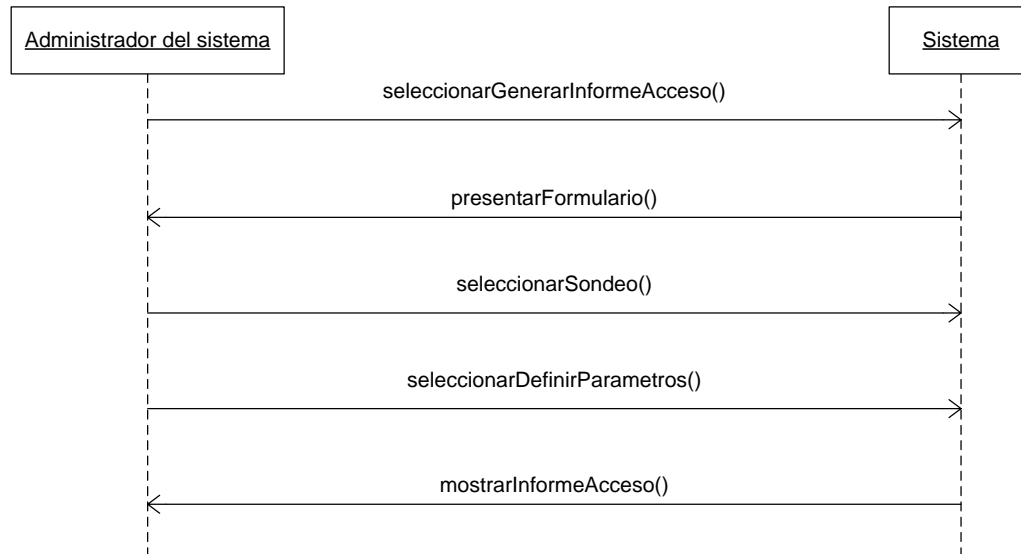 Administrador del sistema
Sistema
seleccionarGenerarInformeAcceso()
presentarFormulario()
seleccionarSondeo()
seleccionarDefinirParametros()
mostrarInformeAcceso()